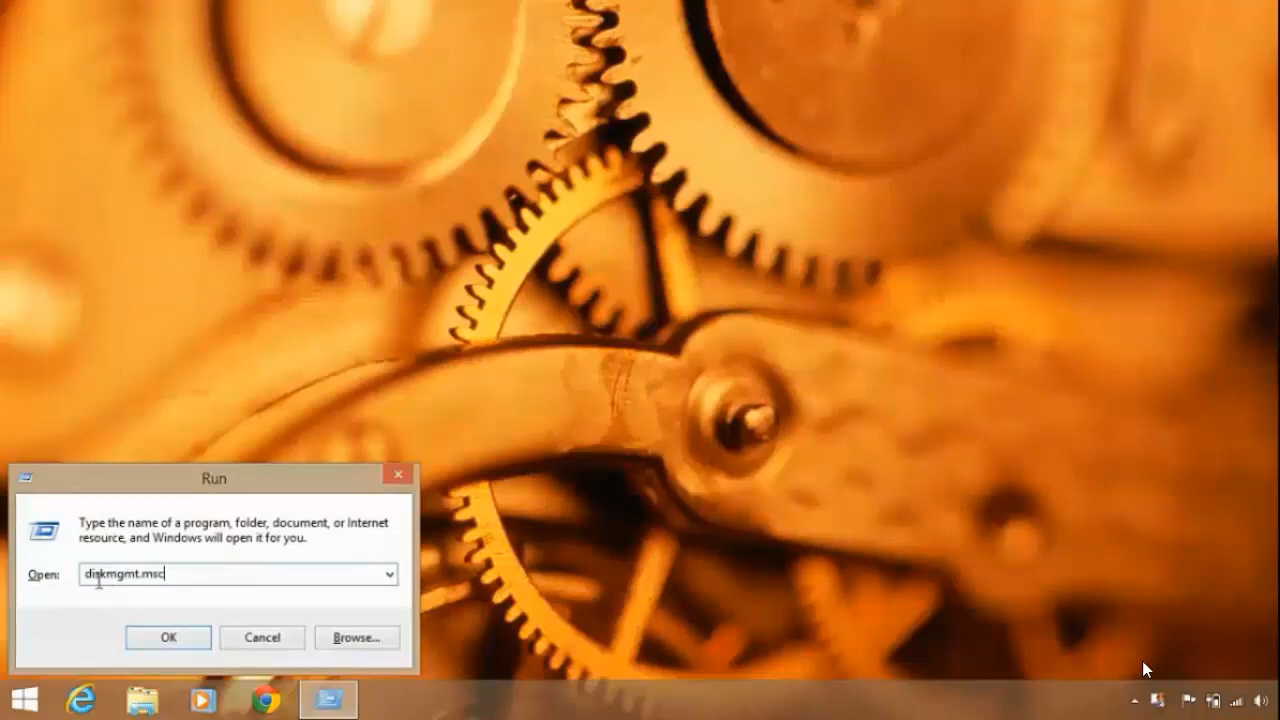 Run
Type the name of a program, folder, document, or Internet
resource, and Windows will open it for you.
Open: diskmgmt.msc
OK Cancel Browse...